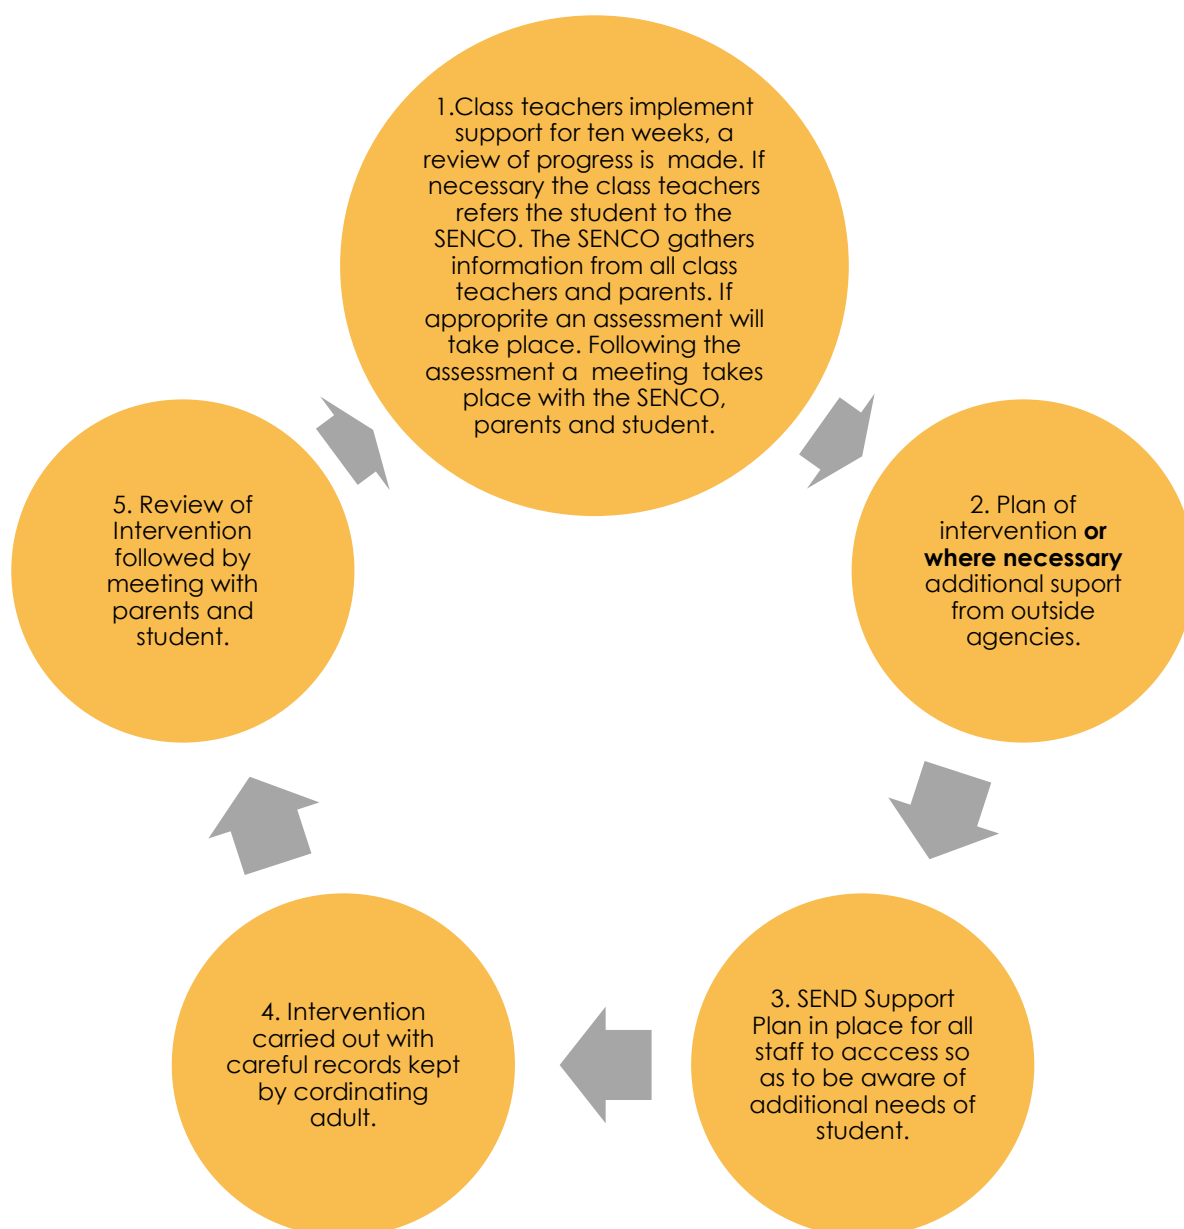 1.Class teachers implement
support for ten weeks, a
review of progress is  made. If
necessary the class teachers
refers the student to the
SENCO. The SENCO gathers
information from all class
teachers and parents. If
approprite an assessment will
take place. Following the
assessment a  meeting  takes
place with the SENCO,
parents and student.
2. Plan of
intervention or
where necessary
additional suport
from outside
agencies.
3. SEND Support
Plan in place for all
staff to acccess so
as to be aware of
additional needs of
student.
4. Intervention
carried out with
careful records kept
by cordinating
adult.
5. Review of
Intervention
followed by
meeting with
parents and
student.